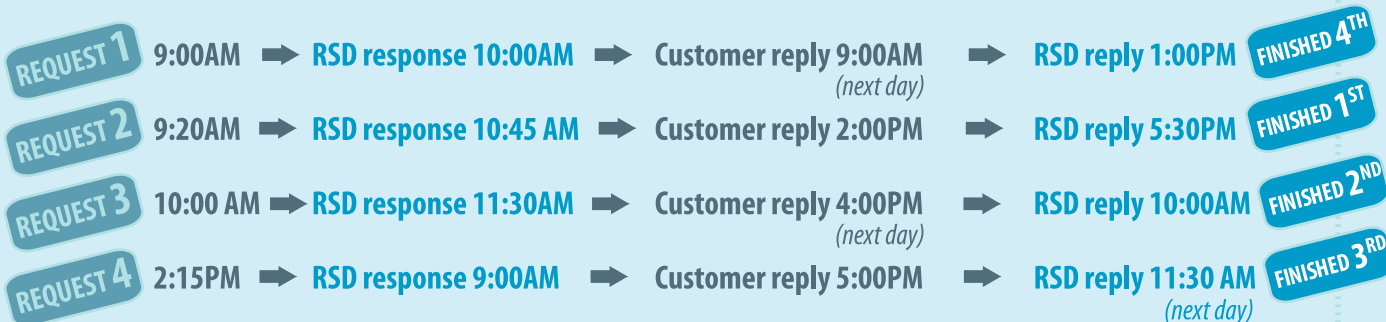 REQUEST 1 9:00AM ➡ RSD response 10:00AM ➡ Customer reply 9:00AM ➡ RSD reply 1:00PM FINISHED 4TH
(next day)
REQUEST 2 9:20AM ➡ RSD response 10:45 AM ➡ Customer reply 2:00PM ➡ RSD reply 5:30PM FINISHED 1ST
REQUEST 3 10:00 AM ➡ RSD response 11:30AM ➡ Customer reply 4:00PM ➡ RSD reply 10:00AM FINISHED 2ND
(next day)
REQUEST 4 2:15PM ➡ RSD response 9:00AM ➡ Customer reply 5:00PM ➡ RSD reply 11:30 AM FINISHED 3RD
(next day)